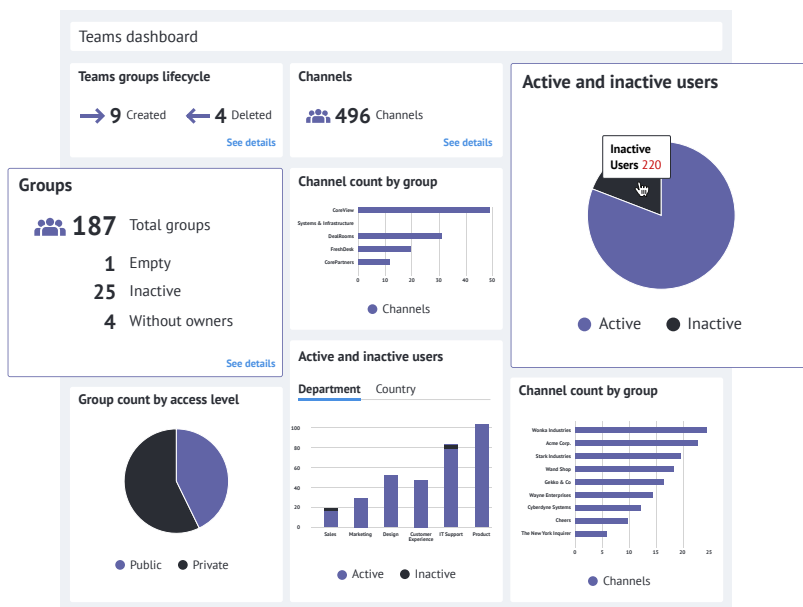 Teams dashboard
Teams groups lifecycle
9 Created
4 Deleted
See details
Channels
496 Channels
See details
Active and inactive users
Inactive
Users 220
Active
Inactive
Groups
187 Total groups
1 Empty
25 Inactive
4 Without owners
See details
Channel count by group
CoreView
Systems & Infrastructure
DealRooms
FreshDesk
CorePartners
0 10 20 30 40 50
Channels
Group count by access level
Public
Private
Active and inactive users
Department Country
100
80
60
40
20
0
Sales Marketing Design Customer Experience IT Support Product
Active
Inactive
Channel count by group
Wonka Industries
Acme Corp.
Stark Industries
Wand Shop
Gekko & Co
Wayne Enterprises
Cyberdyne Systems
Cheers
The New York Inquirer
0 5 10 15 20 25
Channels